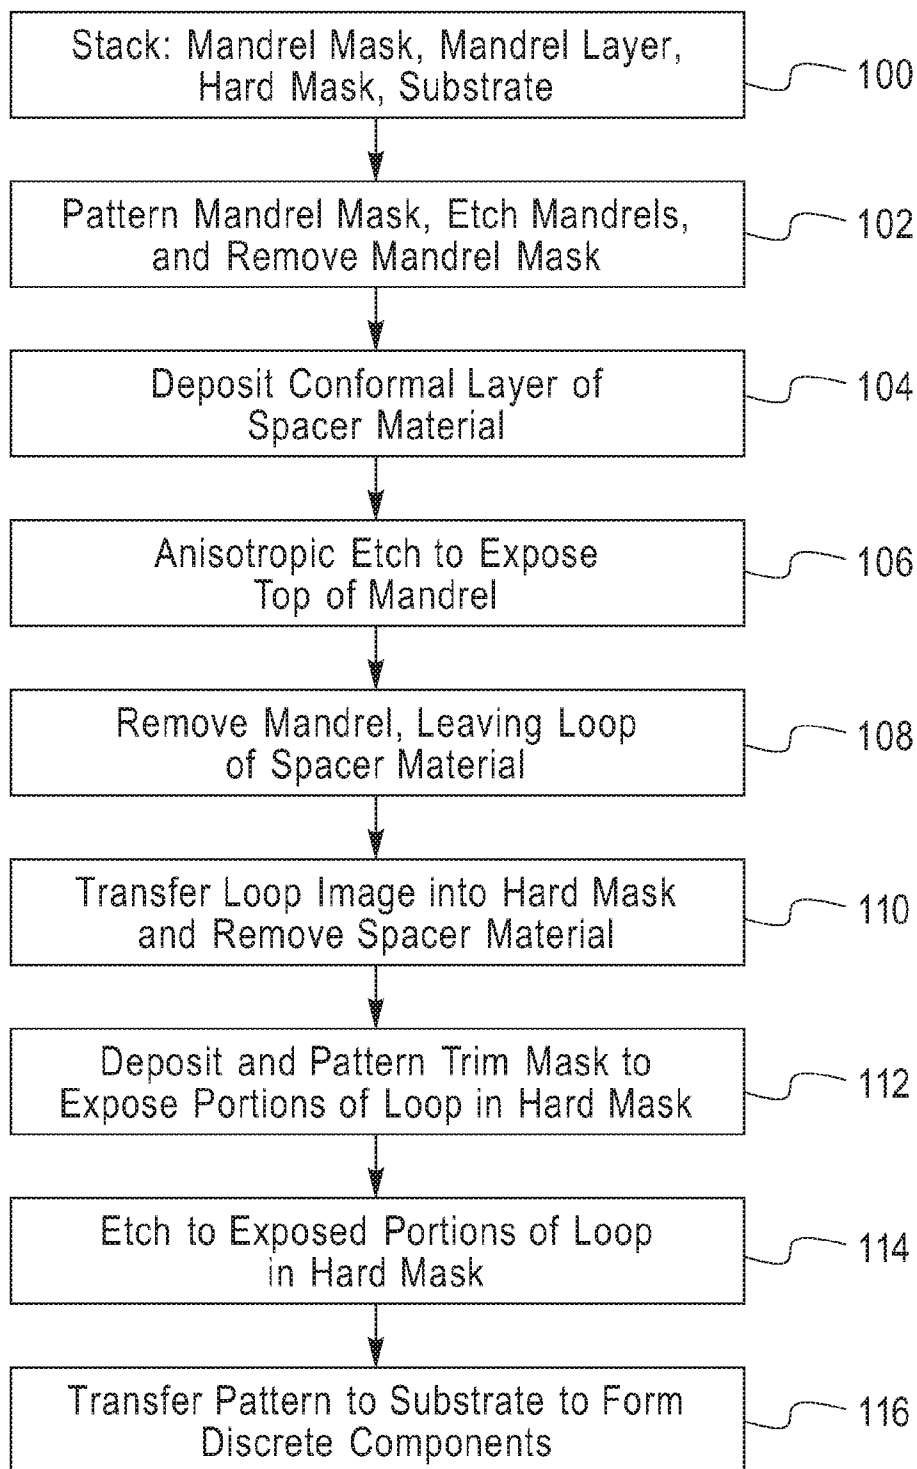 Stack: Mandrel Mask, Mandrel Layer,
Hard Mask, Substrate
100
Pattern Mandrel Mask, Etch Mandrels,
and Remove Mandrel Mask
102
Deposit Conformal Layer of
Spacer Material
104
Anisotropic Etch to Expose
Top of Mandrel
106
Remove Mandrel, Leaving Loop
of Spacer Material
108
Transfer Loop Image into Hard Mask
and Remove Spacer Material
110
Deposit and Pattern Trim Mask to
Expose Portions of Loop in Hard Mask
112
Etch to Exposed Portions of Loop
in Hard Mask
114
Transfer Pattern to Substrate to Form
Discrete Components
116